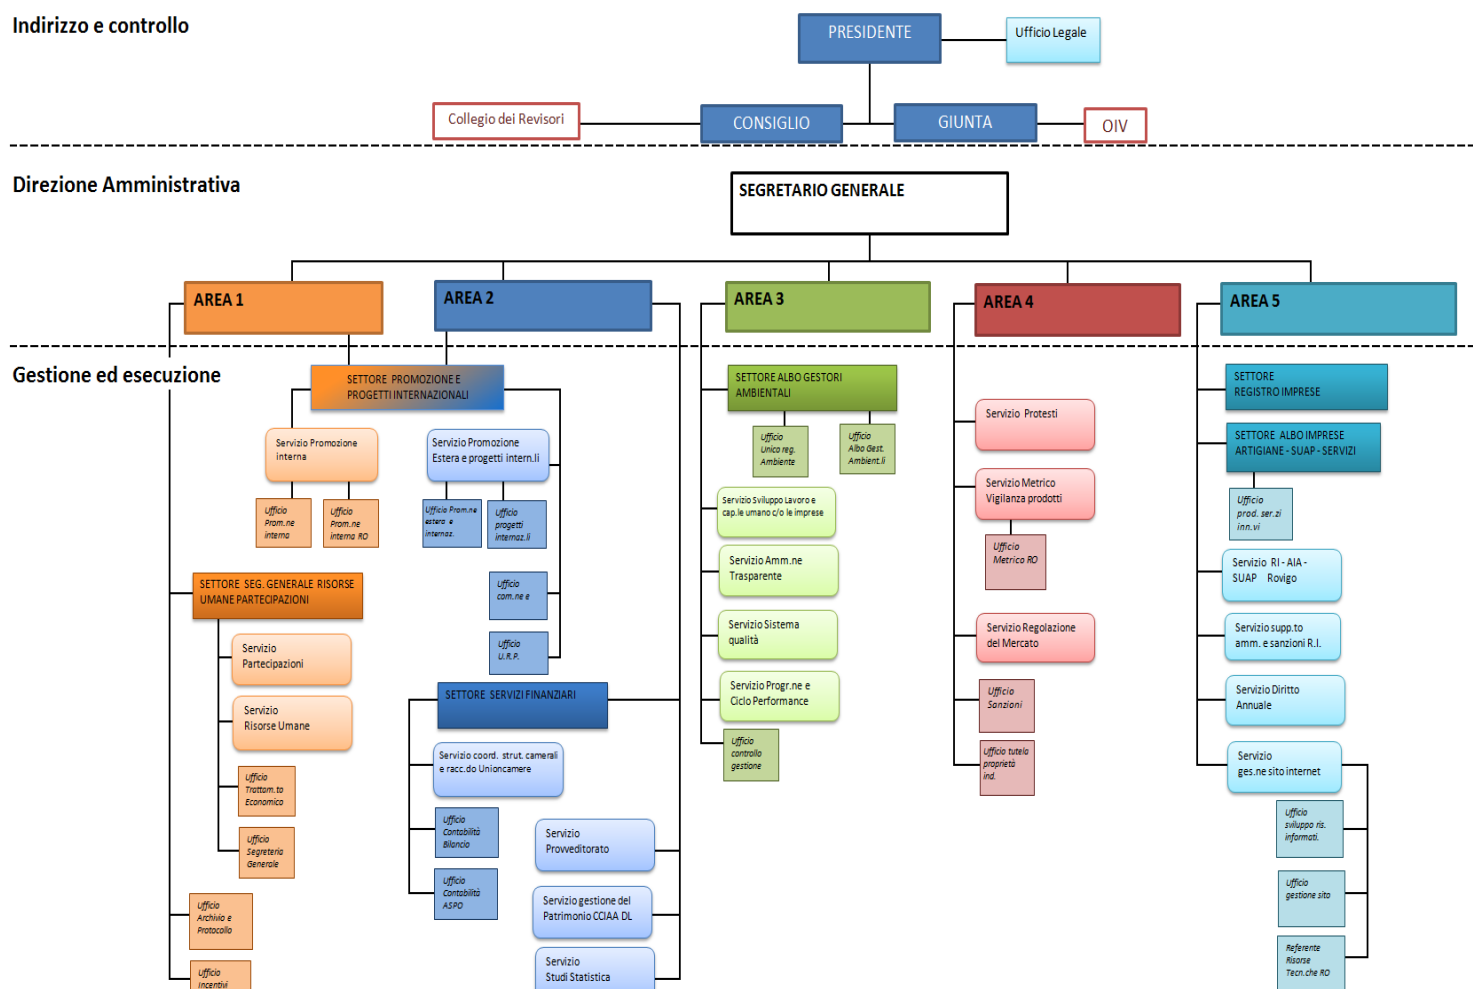 Indirizzo e controllo
PRESIDENTE
Ufficio Legale
Collegio dei Revisori
CONSIGLIO
GIUNTA
OIV
Direzione Amministrativa
SEGRETARIO GENERALE
AREA 1
AREA 2
AREA 3
AREA 4
AREA 5
Gestione ed esecuzione
SETTORE PROMOZIONE E
PROGETTI INTERNAZIONALI
Servizio Promozione
interna
Ufficio
Prom.ne
interna
Ufficio
Prom.ne
interna RO
Servizio Promozione
Estera e progetti intern.li
Ufficio Prom.ne
estera e
internaz.
Ufficio
progetti
internaz.li
Ufficio
com.ne e
Ufficio
U.R.P.
SETTORE SEG. GENERALE RISORSE
UMANE PARTECIPAZIONI
Servizio
Partecipazioni
Servizio
Risorse Umane
Ufficio
Trattam.to
Economico
Ufficio
Segreteria
Generale
Ufficio
Archivio e
Protocollo
Ufficio
Incentivi
SETTORE SERVIZI FINANZIARI
Servizio coord. strut. camerali
e racc.do Unioncamere
Ufficio
Contabilità
Bilancio
Ufficio
Contabilità
ASPO
Servizio
Provveditorato
Servizio gestione del
Patrimonio CCIAA DL
Servizio
Studi Statistica
SETTORE ALBO GESTORI
AMBIENTALI
Ufficio
Unico reg.
Ambiente
Ufficio
Albo Gest.
Ambient.li
Servizio Sviluppo Lavoro e
cap.le umano c/o le imprese
Servizio Amm.ne
Trasparente
Servizio Sistema
qualità
Servizio Progr.ne e
Ciclo Performance
Ufficio
controllo
gestione
Servizio Protesti
Servizio Metrico
Vigilanza prodotti
Ufficio
Metrico RO
Servizio Regolazione
del Mercato
Ufficio
Sanzioni
Ufficio tutela
proprietà
ind.
SETTORE
REGISTRO IMPRESE
SETTORE ALBO IMPRESE
ARTIGIANE - SUAP - SERVIZI
Ufficio
prod. ser.zi
inn.vi
Servizio RI - AIA -
SUAP Rovigo
Servizio supp.to
amm. e sanzioni R.I.
Servizio Diritto
Annuale
Servizio
ges.ne sito internet
Ufficio
sviluppo ris.
informati.
Ufficio
gestione sito
Referente
Risorse
Tecn.che RO